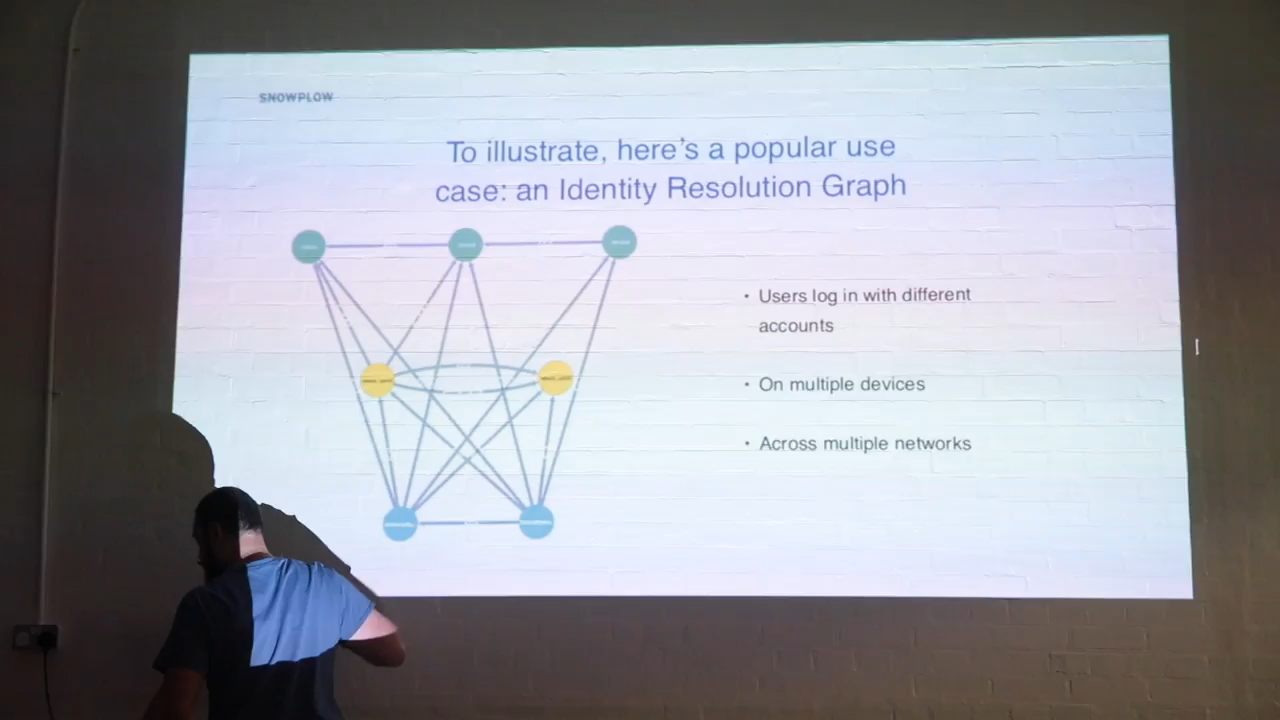 SNOWPLOW
To illustrate, here's a popular use
case: an Identity Resolution Graph
• Users log in with different
accounts
• On multiple devices
• Across multiple networks